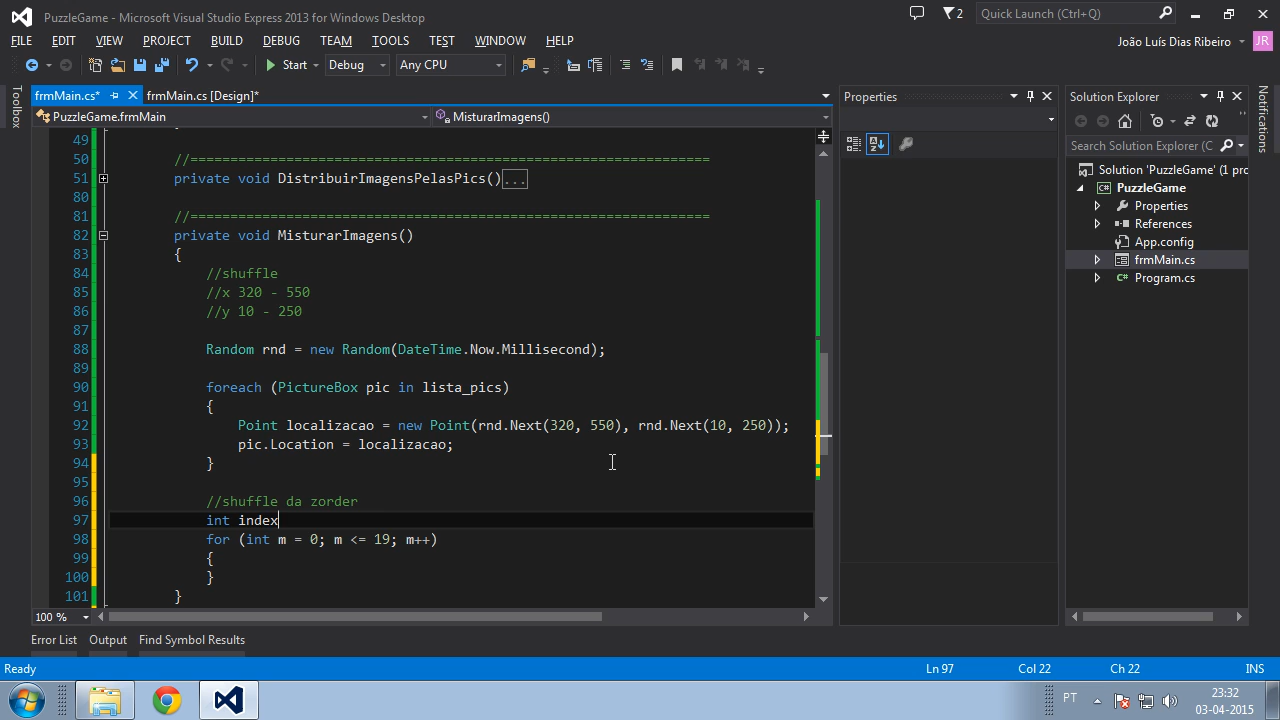 PuzzleGame - Microsoft Visual Studio Express 2013 for Windows Desktop
2
Quick Launch (Ctrl+Q)
FILE EDIT VIEW PROJECT BUILD DEBUG TEAM TOOLS TEST WINDOW HELP
João Luís Dias Ribeiro JR
Start Debug Any CPU
Toolbox
frmMain.cs* frmMain.cs [Design]*
PuzzleGame.frmMain MisturarImagens()
49
50 //=================================================================
51 private void DistribuirImagensPelasPics()...
80
81 //=================================================================
82 private void MisturarImagens()
83 {
84 //shuffle
85 //x 320 - 550
86 //y 10 - 250
87
88 Random rnd = new Random(DateTime.Now.Millisecond);
89
90 foreach (PictureBox pic in lista_pics)
91 {
92 Point localizacao = new Point(rnd.Next(320, 550), rnd.Next(10, 250));
93 pic.Location = localizacao;
94 }
95
96 //shuffle da zorder
97 int index
98 for (int m = 0; m <= 19; m++)
99 {
100 }
101 }
100 %
Properties
Solution Explorer
Search Solution Explorer (C
Solution 'PuzzleGame' (1 pro
PuzzleGame
Properties
References
App.config
frmMain.cs
Program.cs
Notifications
Error List Output Find Symbol Results
Ready Ln 97 Col 22 Ch 22 INS
PT 23:32
03-04-2015